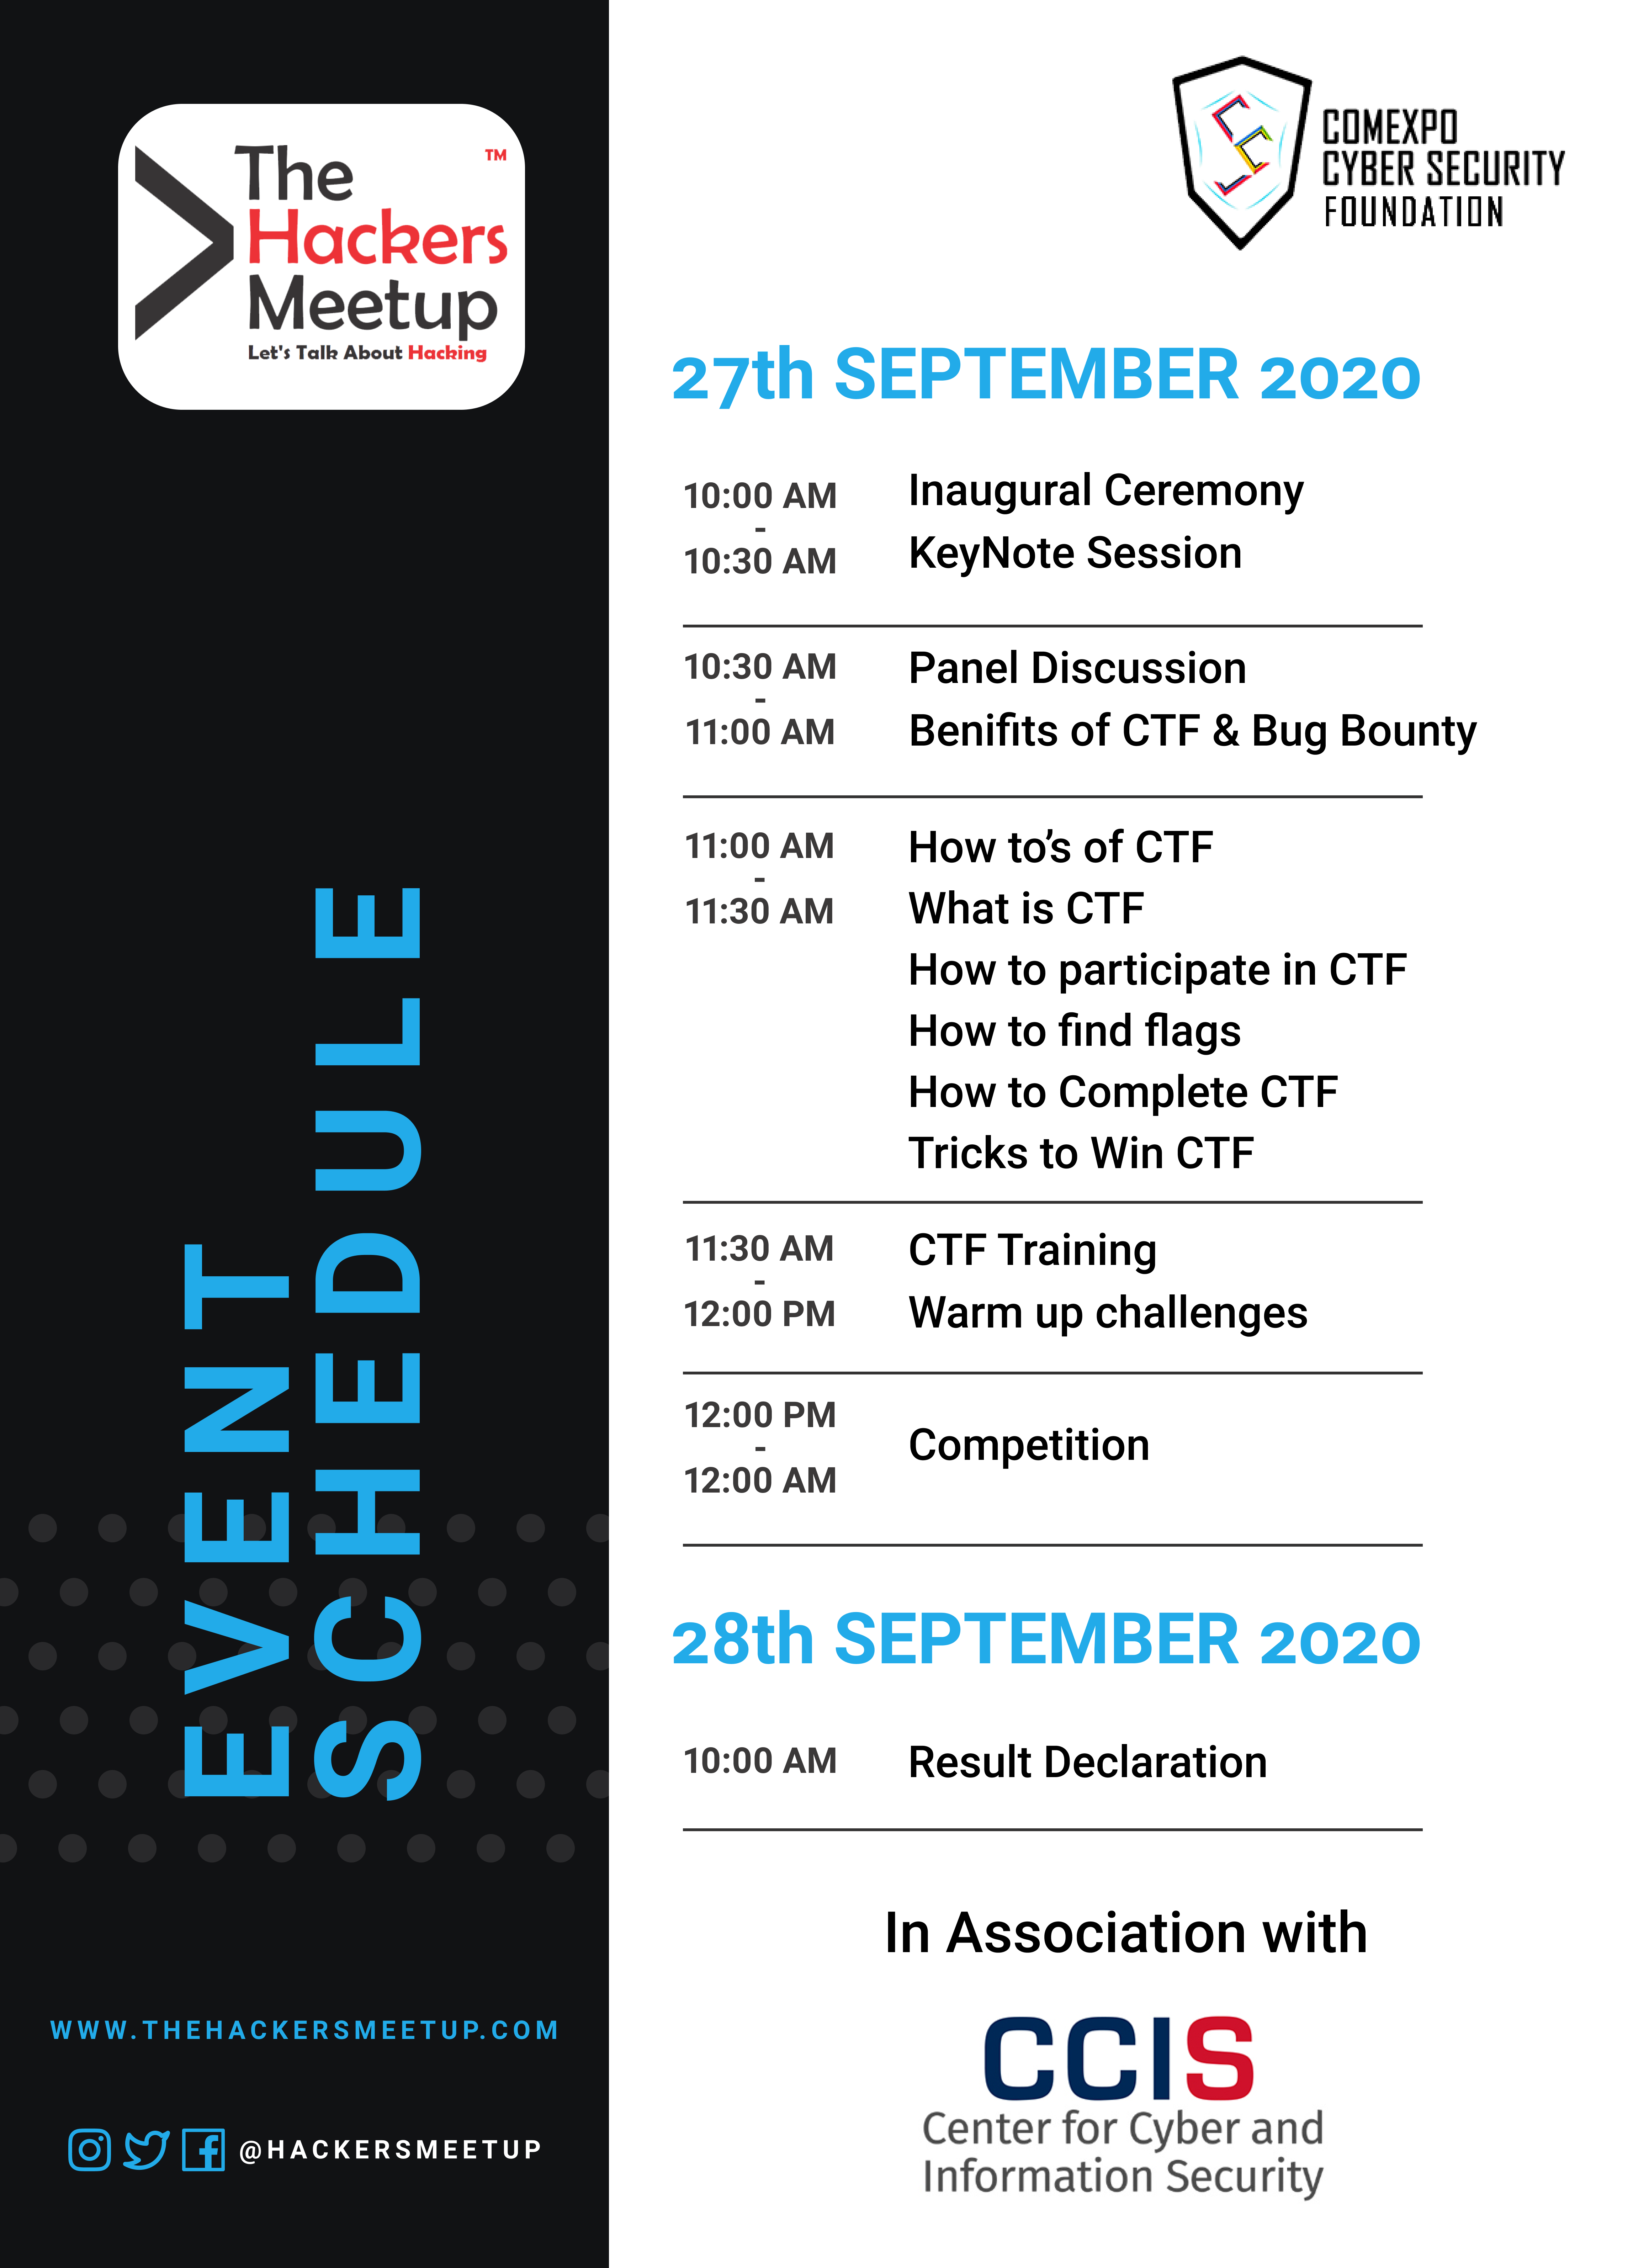 The
TM
Hackers
Meetup
Let's Talk About Hacking
EVENT
SCHEDULE
WWW.THEHACKERSMEETUP.COM
@HACKERSMEETUP
COMEXPO
CYBER SECURITY
FOUNDATION
27th SEPTEMBER 2020
10:00 AM
-
10:30 AM
Inaugural Ceremony
KeyNote Session
10:30 AM
-
11:00 AM
Panel Discussion
Benifits of CTF & Bug Bounty
11:00 AM
-
11:30 AM
How to’s of CTF
What is CTF
How to participate in CTF
How to find flags
How to Complete CTF
Tricks to Win CTF
11:30 AM
-
12:00 PM
CTF Training
Warm up challenges
12:00 PM
-
12:00 AM
Competition
28th SEPTEMBER 2020
10:00 AM
Result Declaration
In Association with
CCIS
Center for Cyber and
Information Security